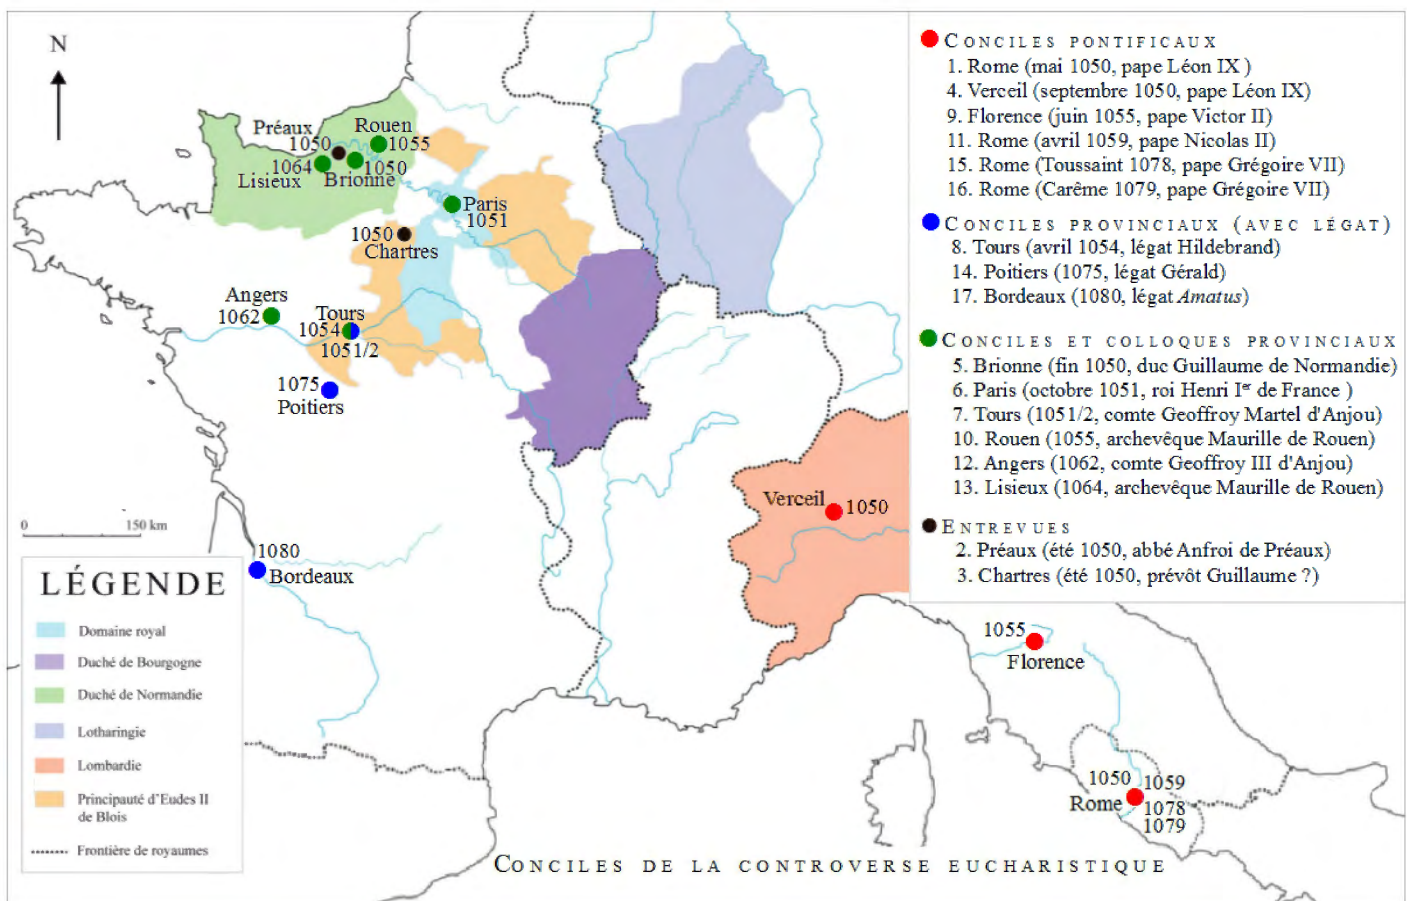 N
Préaux
1050
Rouen
1055
1064
1050
Lisieux
Brionne
Paris
1051
1050
Chartres
Angers
1062
Tours
1054
1051/2
1075
Poitiers
Verceil
1050
0
150 km
1080
Bordeaux
1055
Florence
1050
1059
Rome
1078
1079
CONCILES PONTIFICAUX
1. Rome (mai 1050, pape Léon IX )
4. Verceil (septembre 1050, pape Léon IX)
9. Florence (juin 1055, pape Victor II)
11. Rome (avril 1059, pape Nicolas II)
15. Rome (Toussaint 1078, pape Grégoire VII)
16. Rome (Carême 1079, pape Grégoire VII)
CONCILES PROVINCIAUX (AVEC LÉGAT)
8. Tours (avril 1054, légat Hildebrand)
14. Poitiers (1075, légat Gérald)
17. Bordeaux (1080, légat Amatus)
CONCILES ET COLLOQUES PROVINCIAUX
5. Brionne (fin 1050, duc Guillaume de Normandie)
6. Paris (octobre 1051, roi Henri Ier de France )
7. Tours (1051/2, comte Geoffroy Martel d'Anjou)
10. Rouen (1055, archevêque Maurille de Rouen)
12. Angers (1062, comte Geoffroy III d'Anjou)
13. Lisieux (1064, archevêque Maurille de Rouen)
ENTREVUES
2. Préaux (été 1050, abbé Anfroi de Préaux)
3. Chartres (été 1050, prévôt Guillaume ?)
LÉGENDE
Domaine royal
Duché de Bourgogne
Duché de Normandie
Lotharingie
Lombardie
Principauté d'Eudes II
de Blois
Frontière de royaumes
CONCILES DE LA CONTROVERSE EUCHARISTIQUE